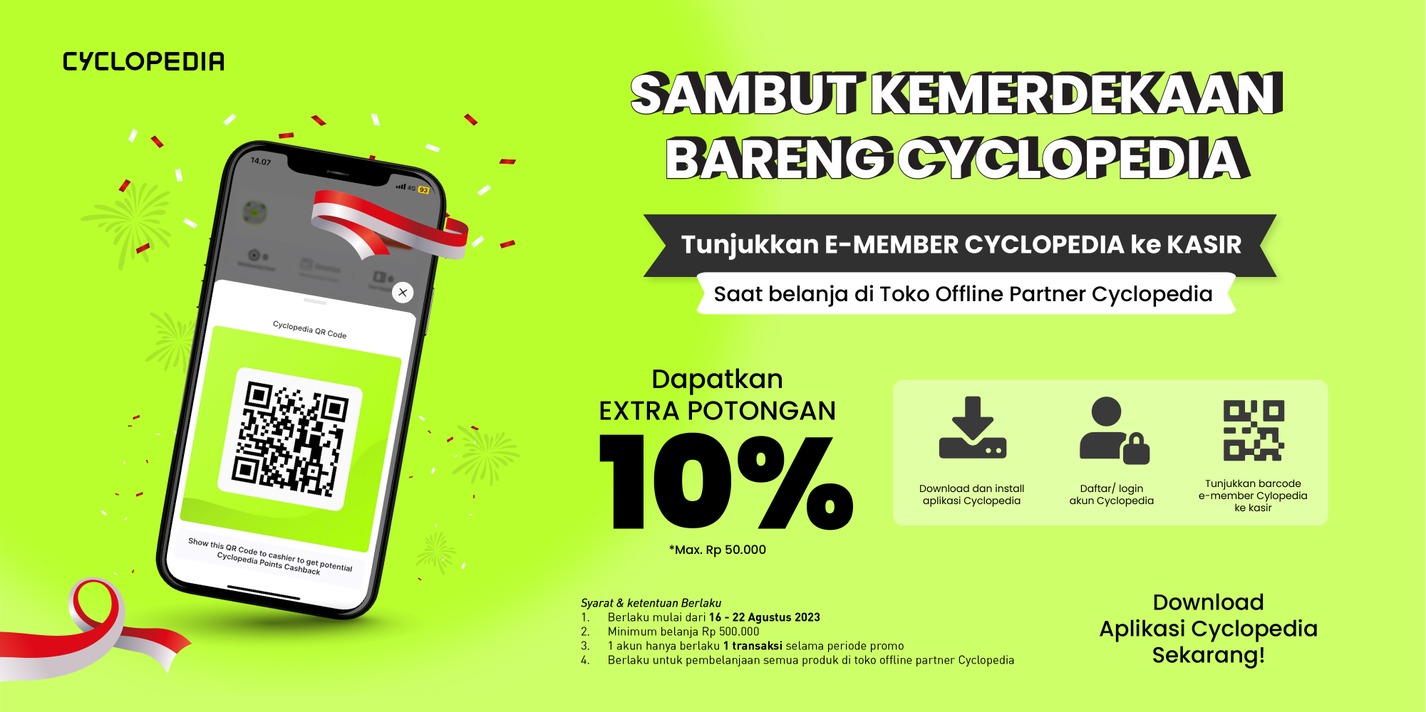 CYCLOPEDIA
14.07
4G 93
Cyclopedia QR Code
Show this QR Code to cashier to get potential
Cyclopedia Points Cashback
SAMBUT KEMERDEKAAN
BARENG CYCLOPEDIA
Tunjukkan E-MEMBER CYCLOPEDIA ke KASIR
Saat belanja di Toko Offline Partner Cyclopedia
Dapatkan
EXTRA POTONGAN
10%
*Max. Rp 50.000
Download dan install
aplikasi Cyclopedia
Daftar/ login
akun Cyclopedia
Tunjukkan barcode
e-member Cylopedia
ke kasir
Syarat & ketentuan Berlaku
1. Berlaku mulai dari 16 - 22 Agustus 2023
2. Minimum belanja Rp 500.000
3. 1 akun hanya berlaku 1 transaksi selama periode promo
4. Berlaku untuk pembelanjaan semua produk di toko offline partner Cyclopedia
Download
Aplikasi Cyclopedia
Sekarang!